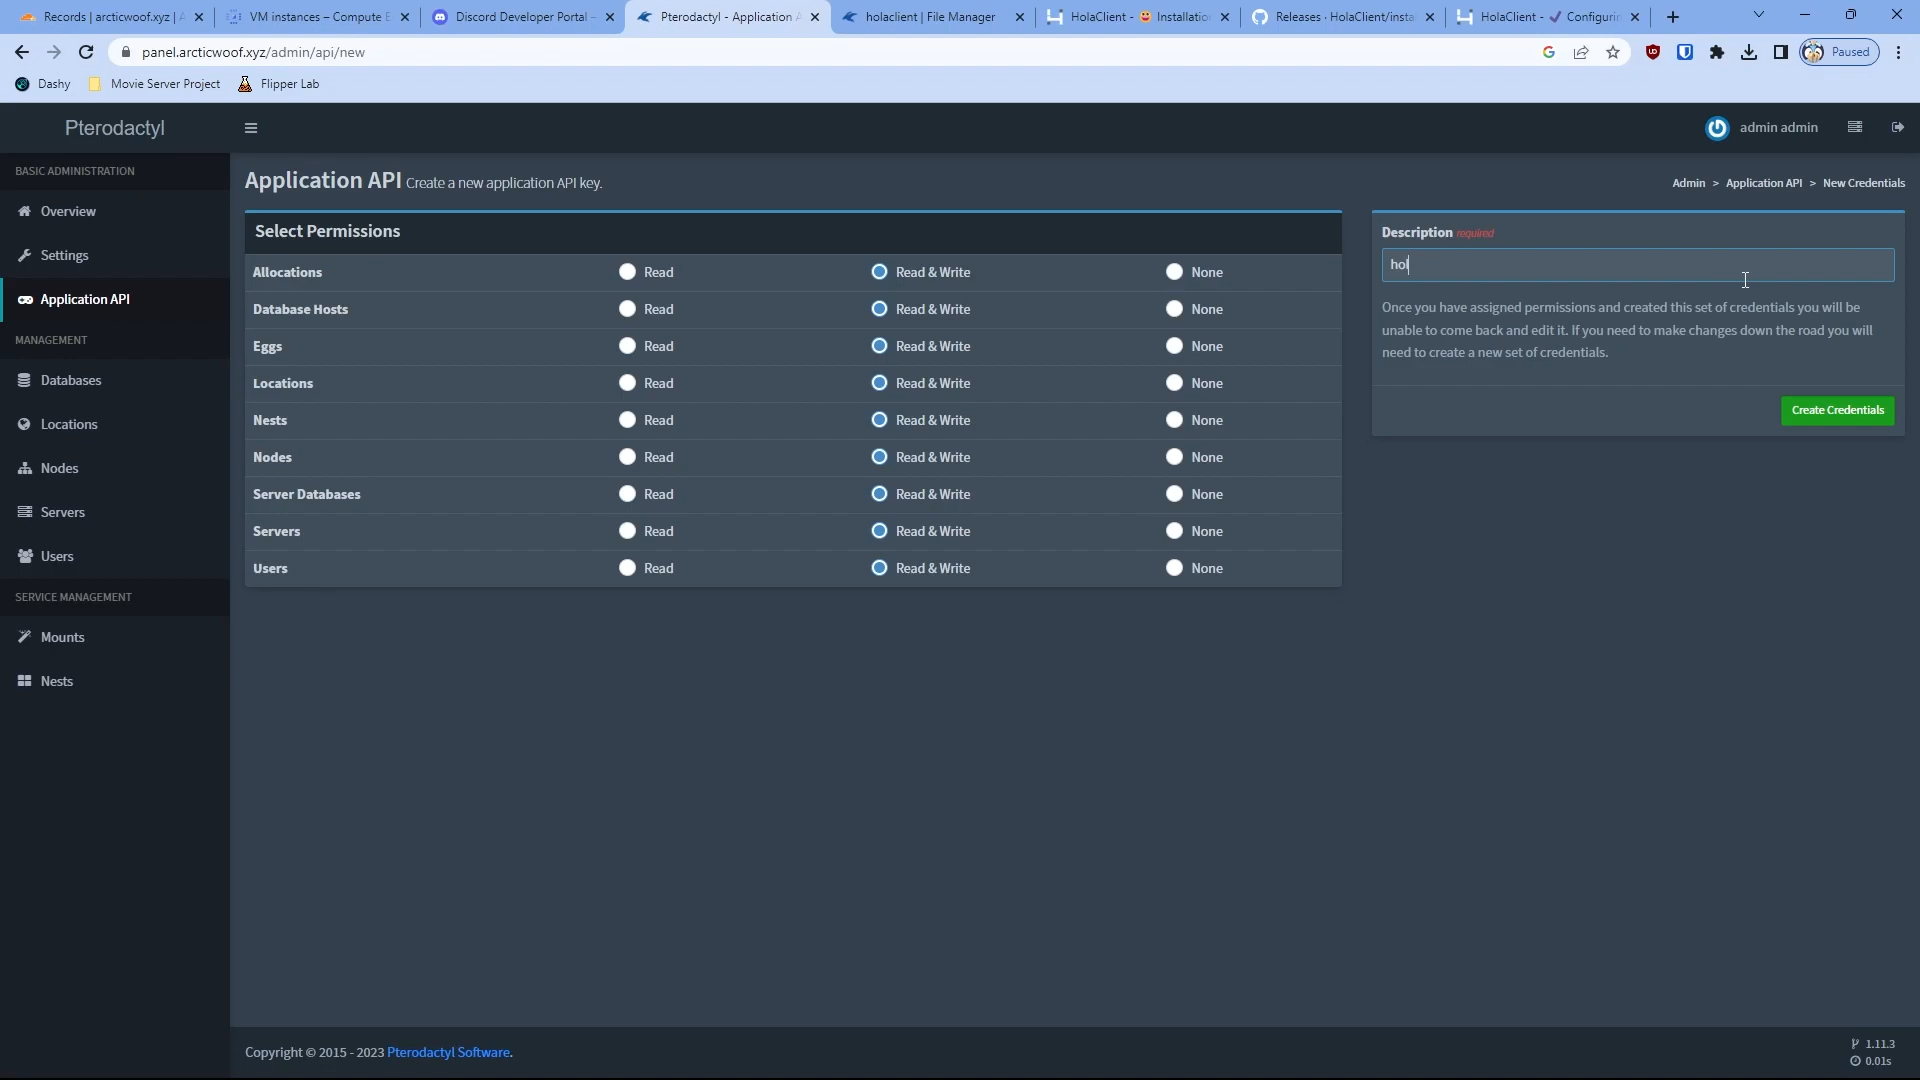 Records | arcticwoof.xyz |
VM instances – Compute E
Discord Developer Portal –
Pterodactyl - Application A
holaclient | File Manager
HolaClient - 😀 Installatio
Releases · HolaClient/insta
HolaClient - ✓ Configurin
panel.arcticwoof.xyz/admin/api/new
Paused
Dashy
Movie Server Project
Flipper Lab
Pterodactyl
admin admin
BASIC ADMINISTRATION
Overview
Settings
Application API
MANAGEMENT
Databases
Locations
Nodes
Servers
Users
SERVICE MANAGEMENT
Mounts
Nests
Application API Create a new application API key.
Admin > Application API > New Credentials
Select Permissions
Allocations Read Read & Write None
Database Hosts Read Read & Write None
Eggs Read Read & Write None
Locations Read Read & Write None
Nests Read Read & Write None
Nodes Read Read & Write None
Server Databases Read Read & Write None
Servers Read Read & Write None
Users Read Read & Write None
Description required
hol
Once you have assigned permissions and created this set of credentials you will be
unable to come back and edit it. If you need to make changes down the road you will
need to create a new set of credentials.
Create Credentials
Copyright © 2015 - 2023 Pterodactyl Software.
1.11.3
0.01s